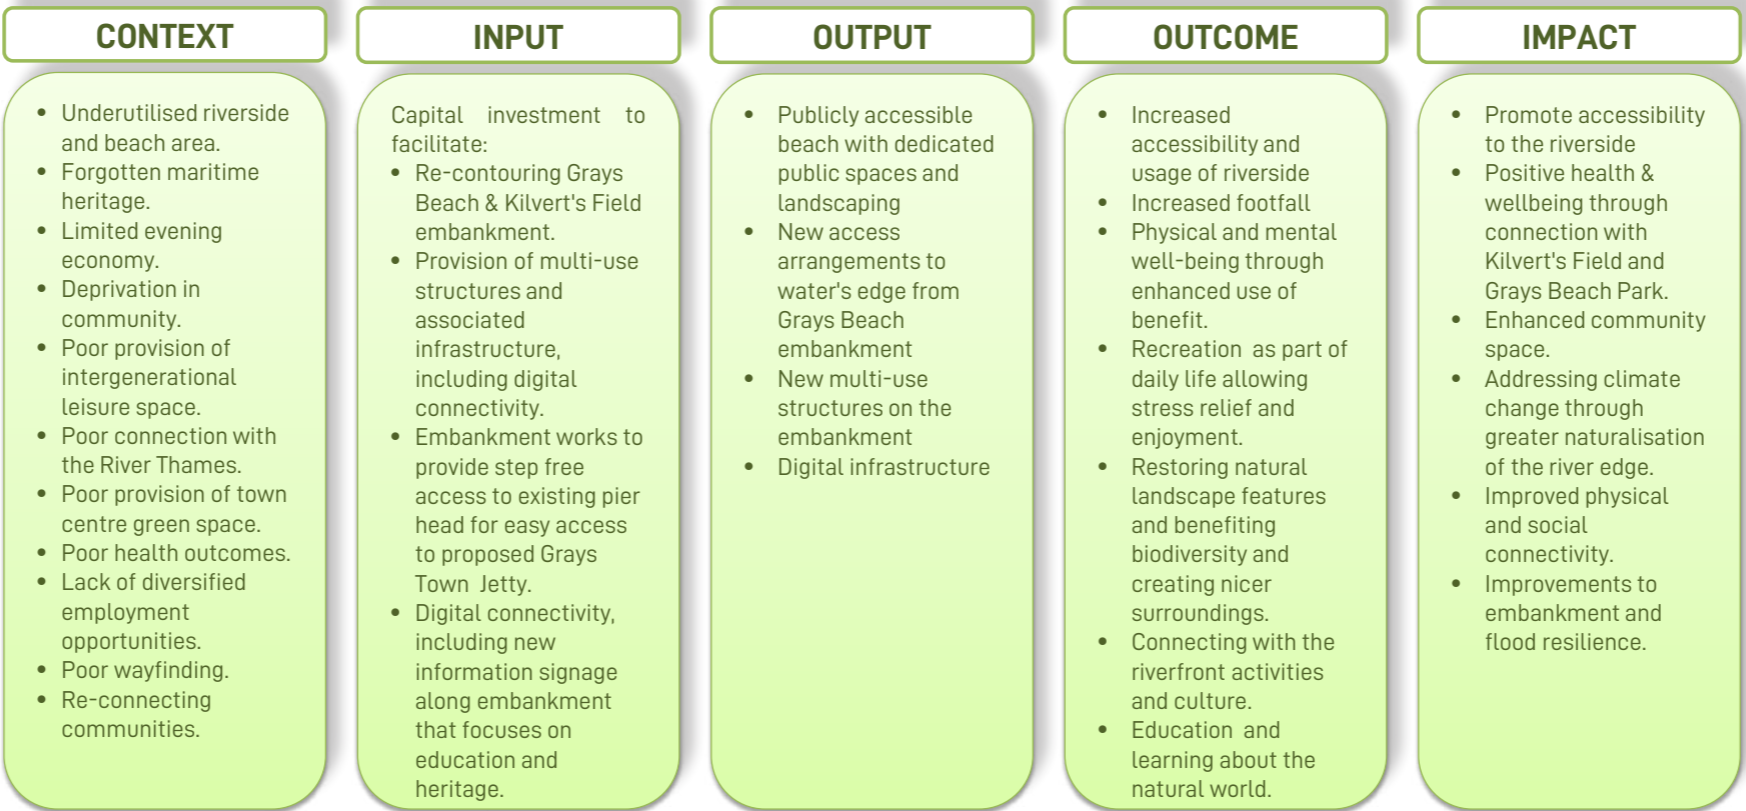 CONTEXT
• Underutilised riverside
and beach area.
• Forgotten maritime
heritage.
• Limited evening
economy.
• Deprivation in
community.
• Poor provision of
intergenerational
leisure space.
• Poor connection with
the River Thames.
• Poor provision of town
centre green space.
• Poor health outcomes.
• Lack of diversified
employment
opportunities.
• Poor wayfinding.
• Re-connecting
communities.
INPUT
Capital investment to
facilitate:
• Re-contouring Grays
Beach & Kilvert's Field
embankment.
• Provision of multi-use
structures and
associated
infrastructure,
including digital
connectivity.
• Embankment works to
provide step free
access to existing pier
head for easy access
to proposed Grays
Town Jetty.
• Digital connectivity,
including new
information signage
along embankment
that focuses on
education and
heritage.
OUTPUT
• Publicly accessible
beach with dedicated
public spaces and
landscaping
• New access
arrangements to
water's edge from
Grays Beach
embankment
• New multi-use
structures on the
embankment
• Digital infrastructure
OUTCOME
• Increased
accessibility and
usage of riverside
• Increased footfall
• Physical and mental
well-being through
enhanced use of
benefit.
• Recreation as part of
daily life allowing
stress relief and
enjoyment.
• Restoring natural
landscape features
and benefiting
biodiversity and
creating nicer
surroundings.
• Connecting with the
riverfront activities
and culture.
• Education and
learning about the
natural world.
IMPACT
• Promote accessibility
to the riverside
• Positive health &
wellbeing through
connection with
Kilvert's Field and
Grays Beach Park.
• Enhanced community
space.
• Addressing climate
change through
greater naturalisation
of the river edge.
• Improved physical
and social
connectivity.
• Improvements to
embankment and
flood resilience.